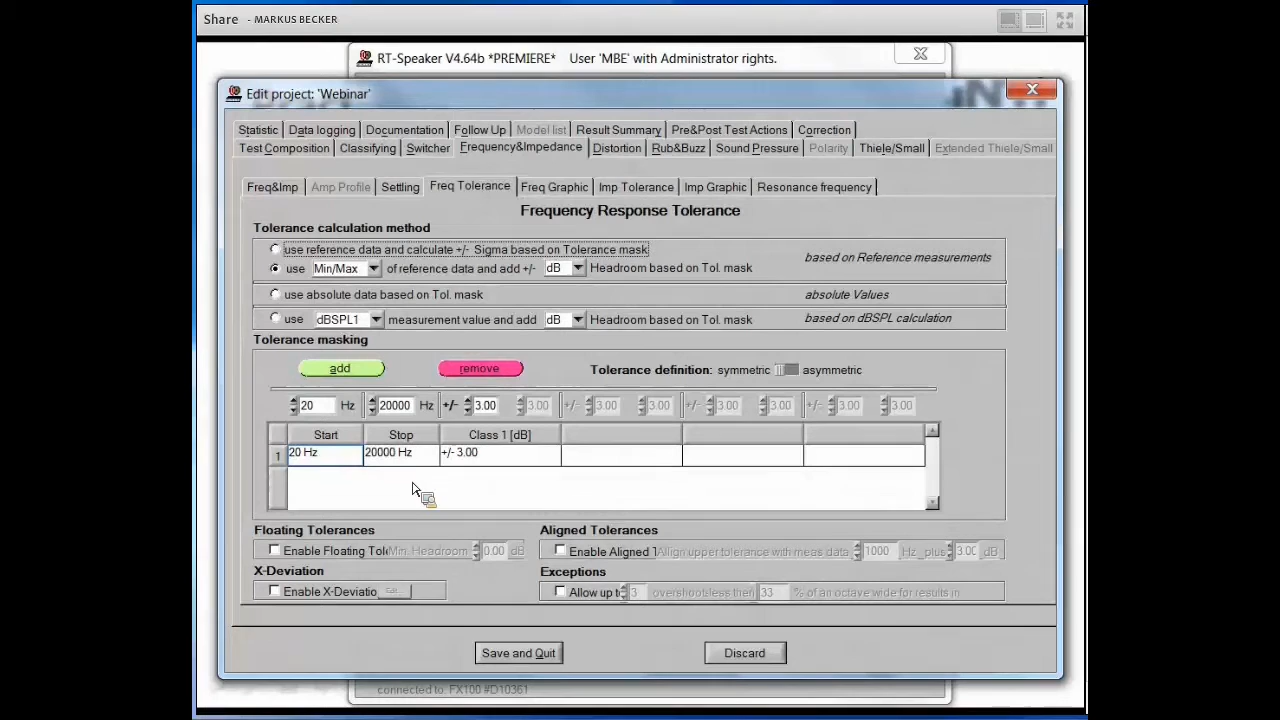 Share - MARKUS BECKER
RT-Speaker V4.64b *PREMIERE* User 'MBE' with Administrator rights.
Edit project: 'Webinar'
Statistic Data logging Documentation Follow Up Model list Result Summary Pre&Post Test Actions Correction
Test Composition Classifying Switcher Frequency&Impedance Distortion Rub&Buzz Sound Pressure Polarity Thiele/Small Extended Thiele/Small
Freq&Imp Amp Profile Settling Freq Tolerance Freq Graphic Imp Tolerance Imp Graphic Resonance frequency
Frequency Response Tolerance
Tolerance calculation method
use reference data and calculate +/- Sigma based on Tolerance mask
use Min/Max of reference data and add +/- dB Headroom based on Tol. mask
based on Reference measurements
use absolute data based on Tol. mask absolute Values
use dBSPL1 measurement value and add dB Headroom based on Tol. mask based on dBSPL calculation
Tolerance masking
add remove Tolerance definition: symmetric asymmetric
20 Hz 20000 Hz +/- 3.00 3.00 +/- 3.00 3.00 +/- 3.00 3.00 +/- 3.00 3.00
Start Stop Class 1 [dB]
1 20 Hz 20000 Hz +/- 3.00
Floating Tolerances Aligned Tolerances
Enable Floating Tol Min. Headroom 0.00 dB Enable Aligned T Align upper tolerance with meas data 1000 Hz plus 3.00 dB
X-Deviation Exceptions
Enable X-Deviatio Allow up to 3 overshoots less then 33 % of an octave wide for results in
Save and Quit Discard
connected to: FX100 #D10361